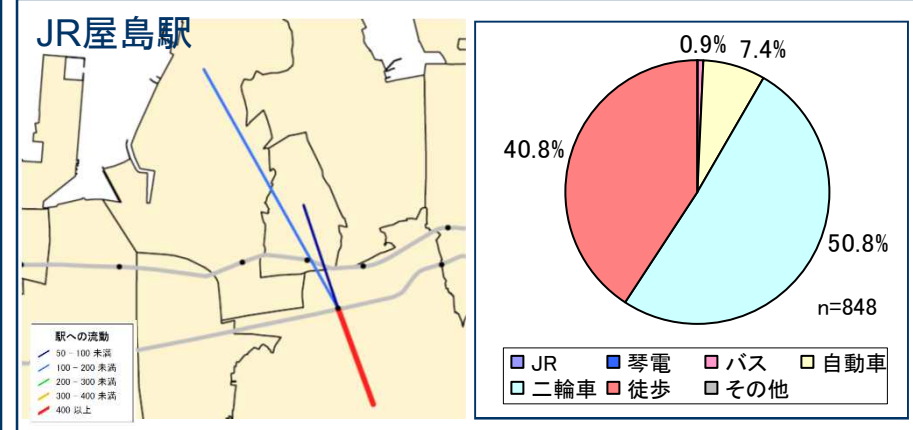 JR屋島駅
駅への流動
50 - 100 未満
100 - 200 未満
200 - 300 未満
300 - 400 未満
400 以上
0.9%
7.4%
40.8%
50.8%
n=848
JR 琴電 バス 自動車
二輪車 徒歩 その他